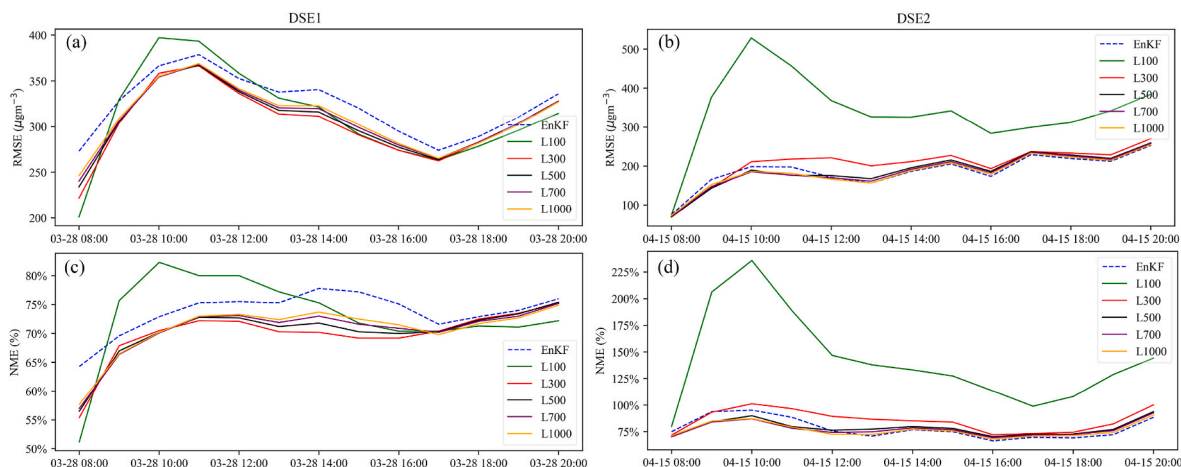 DSE1
DSE2
(a)
400
350
300
250
200
RMSE (μgm⁻³)
EnKF
L100
L300
L500
L700
L1000
03-28 08:00 03-28 10:00 03-28 12:00 03-28 14:00 03-28 16:00 03-28 18:00 03-28 20:00
(b)
500
400
300
200
100
RMSE (μgm⁻³)
EnKF
L100
L300
L500
L700
L1000
04-15 08:00 04-15 10:00 04-15 12:00 04-15 14:00 04-15 16:00 04-15 18:00 04-15 20:00
(c)
80%
75%
70%
65%
60%
55%
50%
NME (%)
EnKF
L100
L300
L500
L700
L1000
03-28 08:00 03-28 10:00 03-28 12:00 03-28 14:00 03-28 16:00 03-28 18:00 03-28 20:00
(d)
225%
200%
175%
150%
125%
100%
75%
NME (%)
EnKF
L100
L300
L500
L700
L1000
04-15 08:00 04-15 10:00 04-15 12:00 04-15 14:00 04-15 16:00 04-15 18:00 04-15 20:00